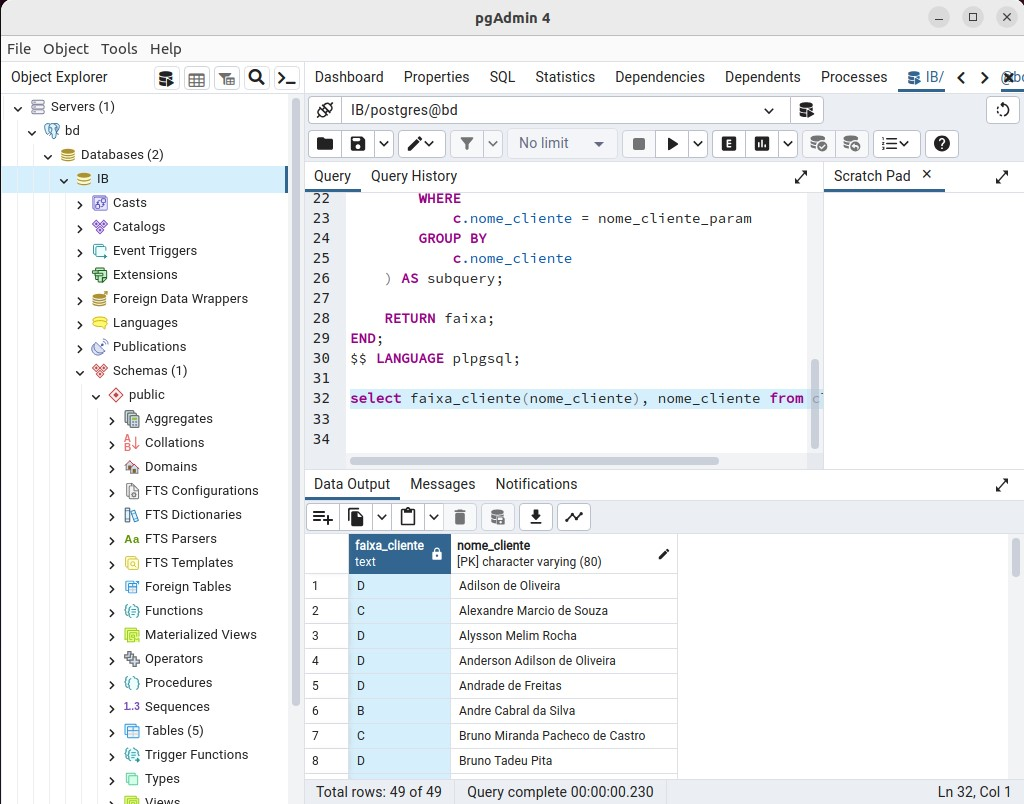 pgAdmin 4
File Object Tools Help
Object Explorer
Dashboard Properties SQL Statistics Dependencies Dependents Processes IB/
Servers (1)
bd
Databases (2)
IB
Casts
Catalogs
Event Triggers
Extensions
Foreign Data Wrappers
Languages
Publications
Schemas (1)
public
Aggregates
Collations
Domains
FTS Configurations
FTS Dictionaries
FTS Parsers
FTS Templates
Foreign Tables
Functions
Materialized Views
Operators
Procedures
1.3 Sequences
Tables (5)
Trigger Functions
Types
Views
IB/postgres@bd
No limit
E
Query Query History
Scratch Pad
22 WHERE
23 c.nome_cliente = nome_cliente_param
24 GROUP BY
25 c.nome_cliente
26 ) AS subquery;
27
28 RETURN faixa;
29 END;
30 $$ LANGUAGE plpgsql;
31
32 select faixa_cliente(nome_cliente), nome_cliente from
33
34
Data Output Messages Notifications
faixa_cliente nome_cliente
text [PK] character varying (80)
1 D Adilson de Oliveira
2 C Alexandre Marcio de Souza
3 D Alysson Melim Rocha
4 D Anderson Adilson de Oliveira
5 D Andrade de Freitas
6 B Andre Cabral da Silva
7 C Bruno Miranda Pacheco de Castro
8 D Bruno Tadeu Pita
Total rows: 49 of 49 Query complete 00:00:00.230 Ln 32, Col 1